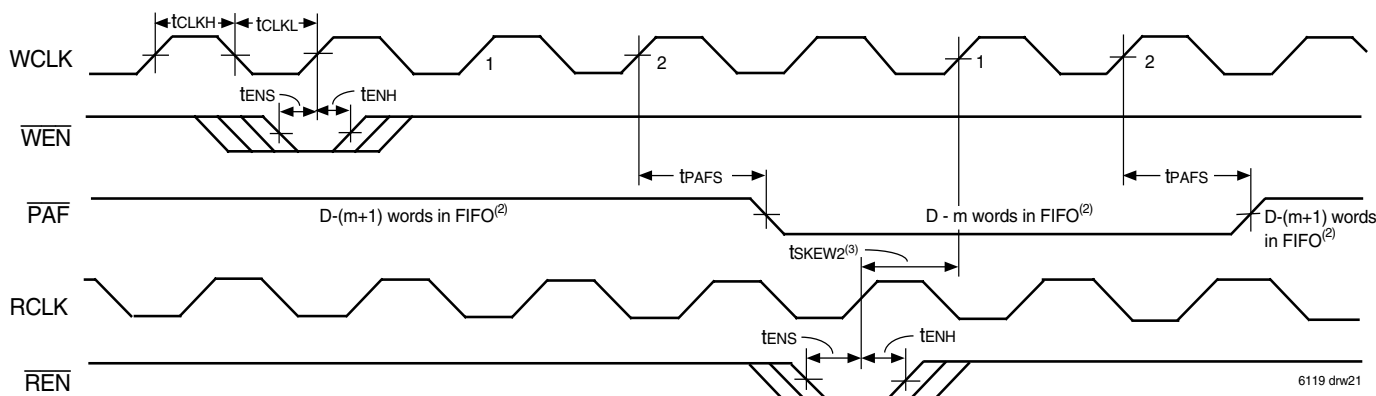 tCLKH tCLKL
WCLK 1 2 1 2
tENS tENH
WEN
tPAFS tPAFS
PAF
D-(m+1) words in FIFO(2) D - m words in FIFO(2) D-(m+1) words
in FIFO(2)
tSKEW2(3)
RCLK
tENS tENH
REN
6119 drw21